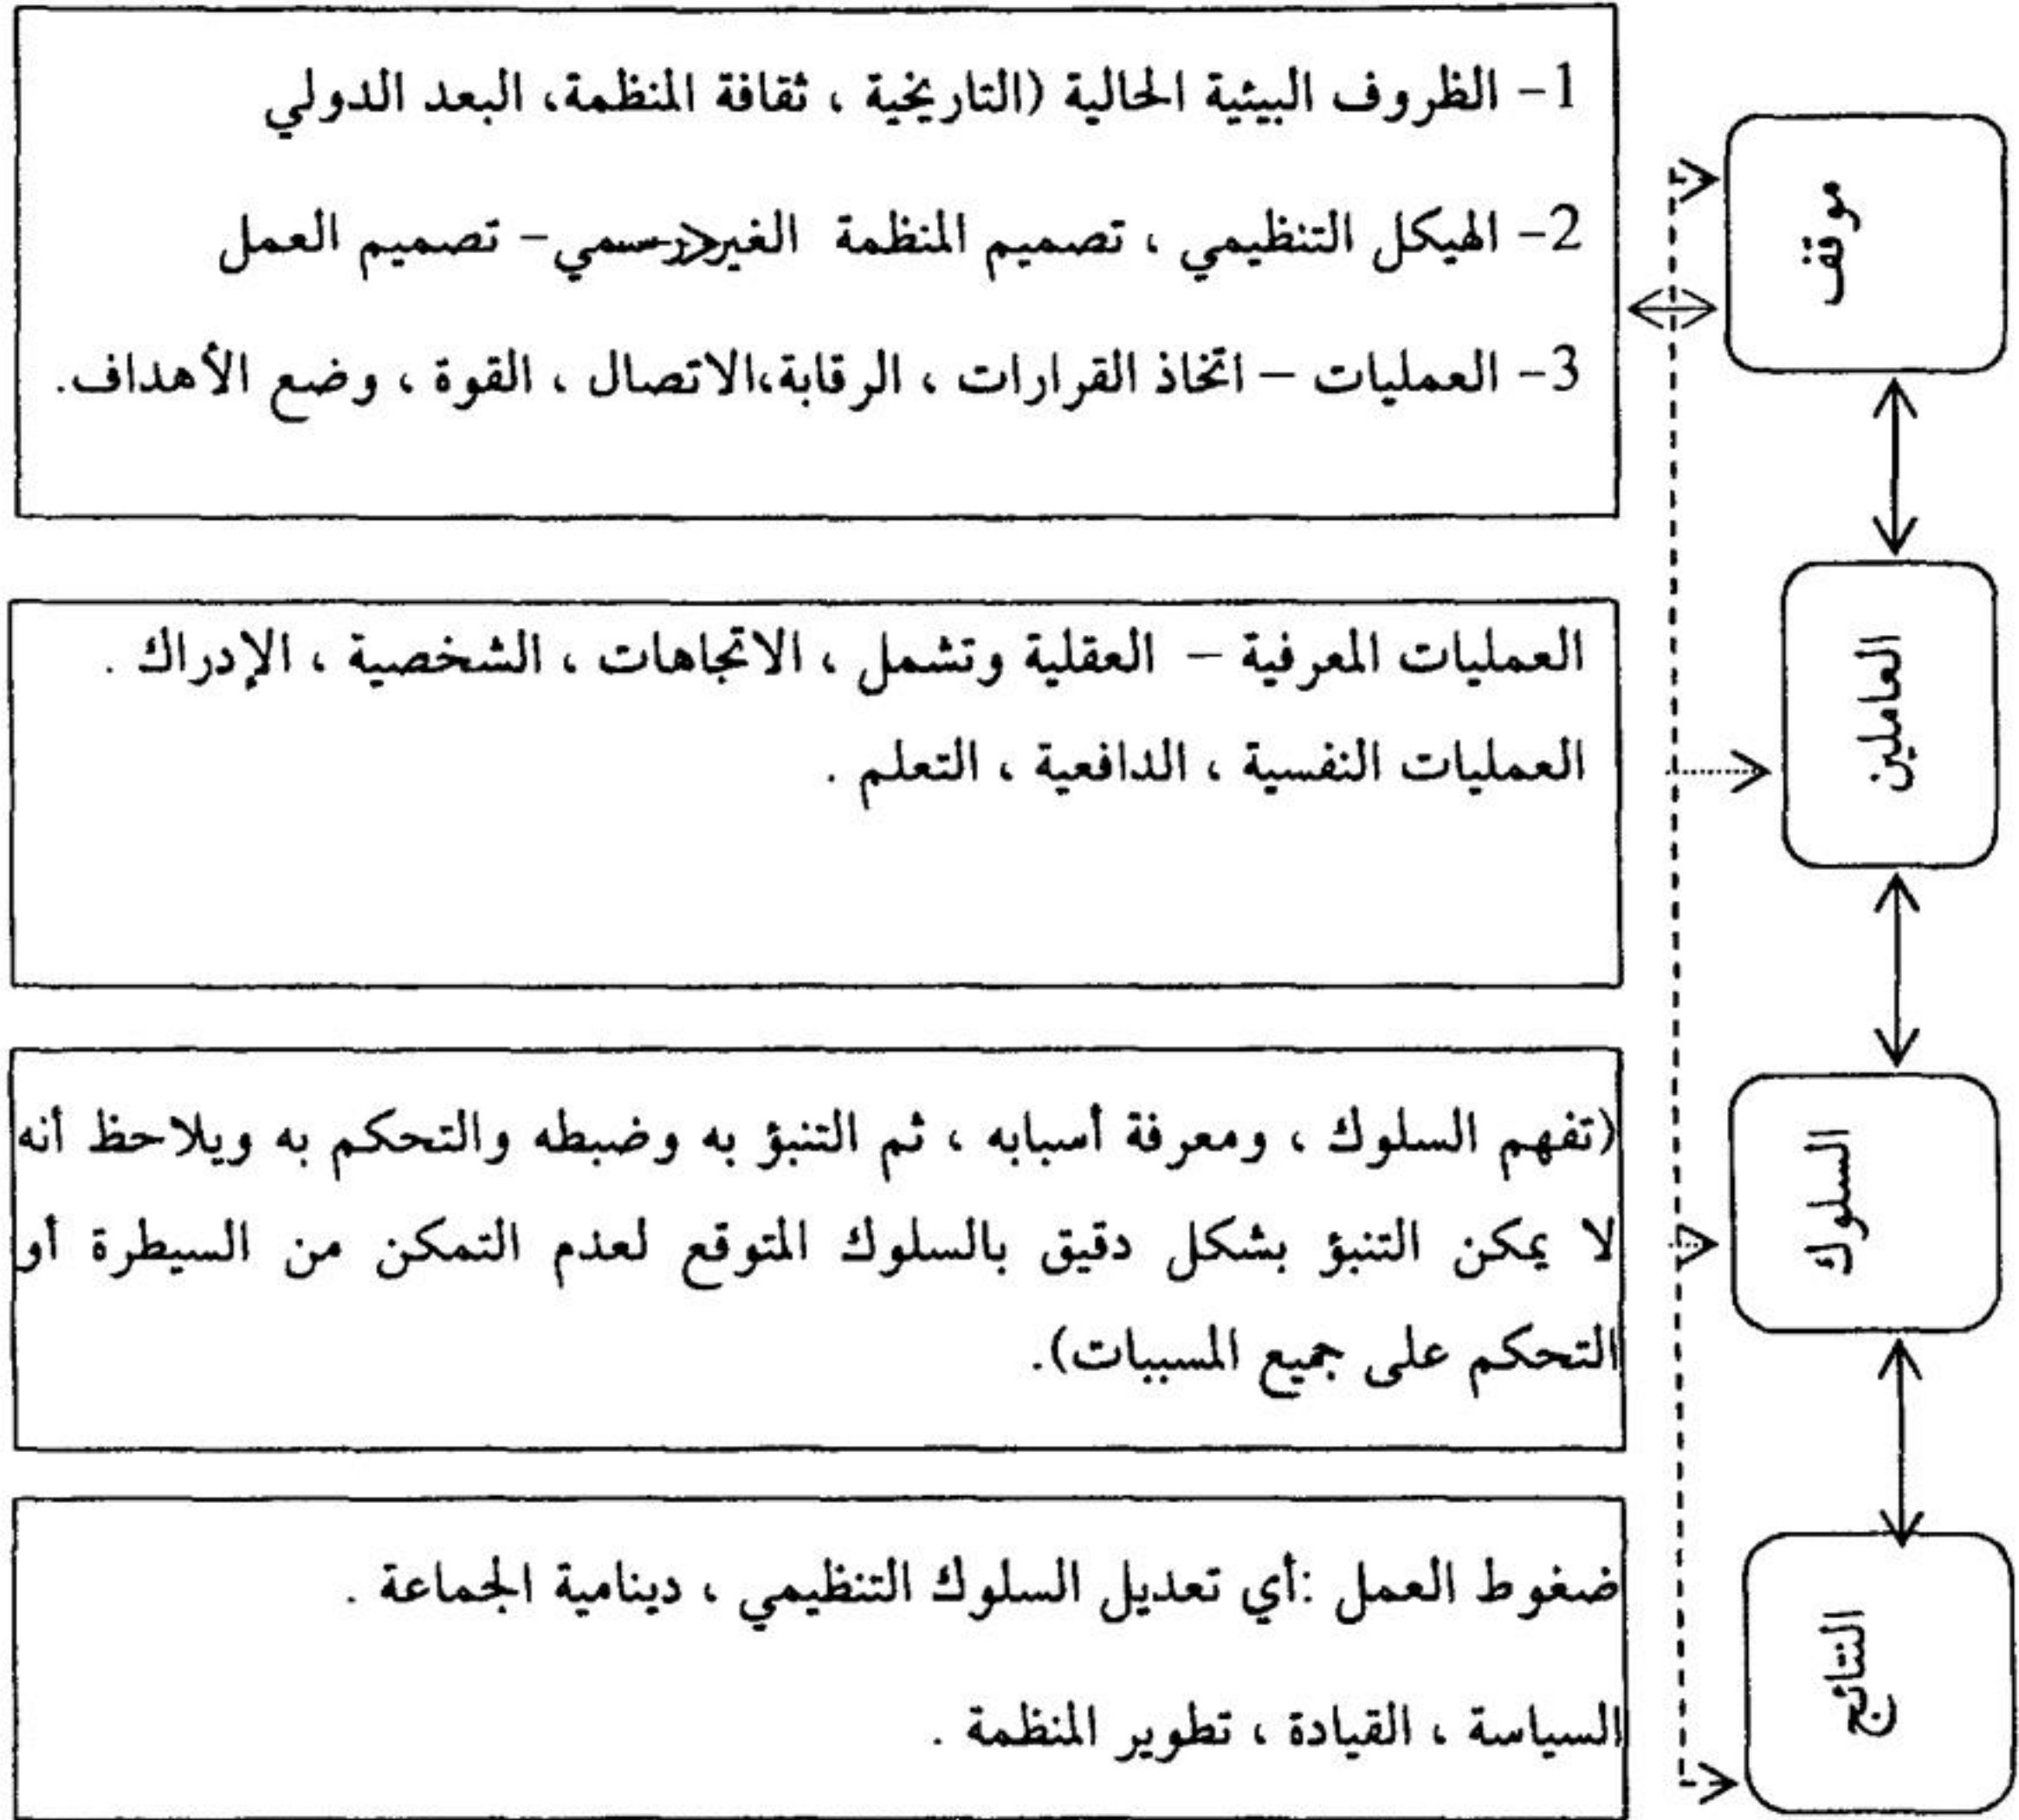 1- الظروف البيئية الحالية (التاريخية ، ثقافة المنظمة، البعد الدولي
2- الهيكل التنظيمي ، تصميم المنظمة الغير رسمي- تصميم العمل
3- العمليات – اتخاذ القرارات ، الرقابة،الاتصال ، القوة ، وضع الأهداف.
موقف
العمليات المعرفية – العقلية وتشمل ، الاتجاهات ، الشخصية ، الإدراك .
العمليات النفسية ، الدافعية ، التعلم .
العاملين
(تفهم السلوك ، ومعرفة أسبابه ، ثم التنبؤ به وضبطه والتحكم به ويلاحظ أنه
لا يمكن التنبؤ بشكل دقيق بالسلوك المتوقع لعدم التمكن من السيطرة أو
التحكم على جميع المسببات).
السلوك
ضغوط العمل :أي تعديل السلوك التنظيمي ، دينامية الجماعة .
السياسة ، القيادة ، تطوير المنظمة .
النتائج